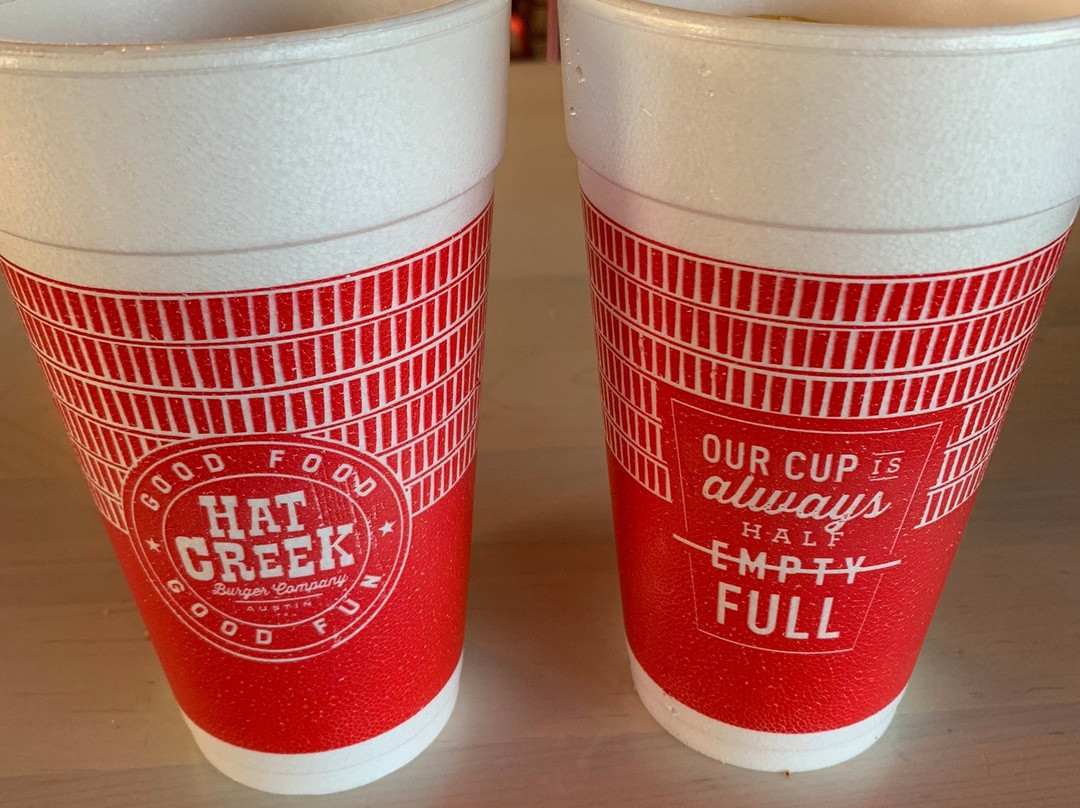 GOOD FOOD
HAT
CREEK
Burger Company
AUSTIN
GOOD FUN
OUR CUP IS
always
HALF
EMPTY
FULL